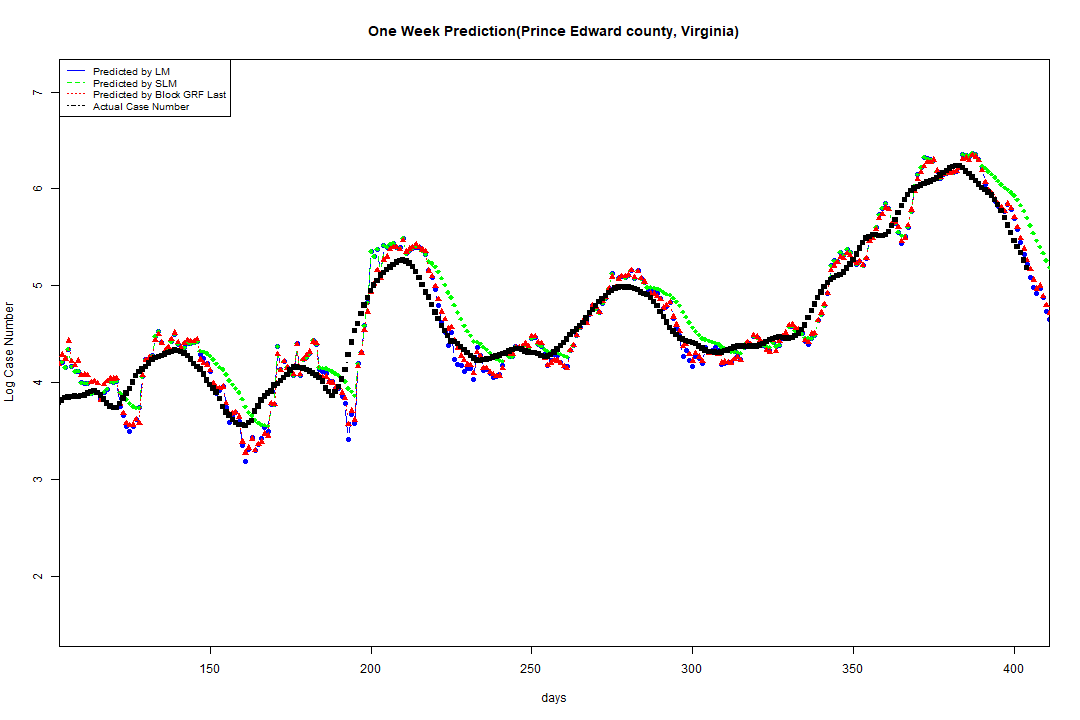 One Week Prediction(Prince Edward county, Virginia)
Predicted by LM
Predicted by SLM
Predicted by Block GRF Last
Actual Case Number
7
6
5
4
3
2
Log Case Number
150 200 250 300 350 400
days